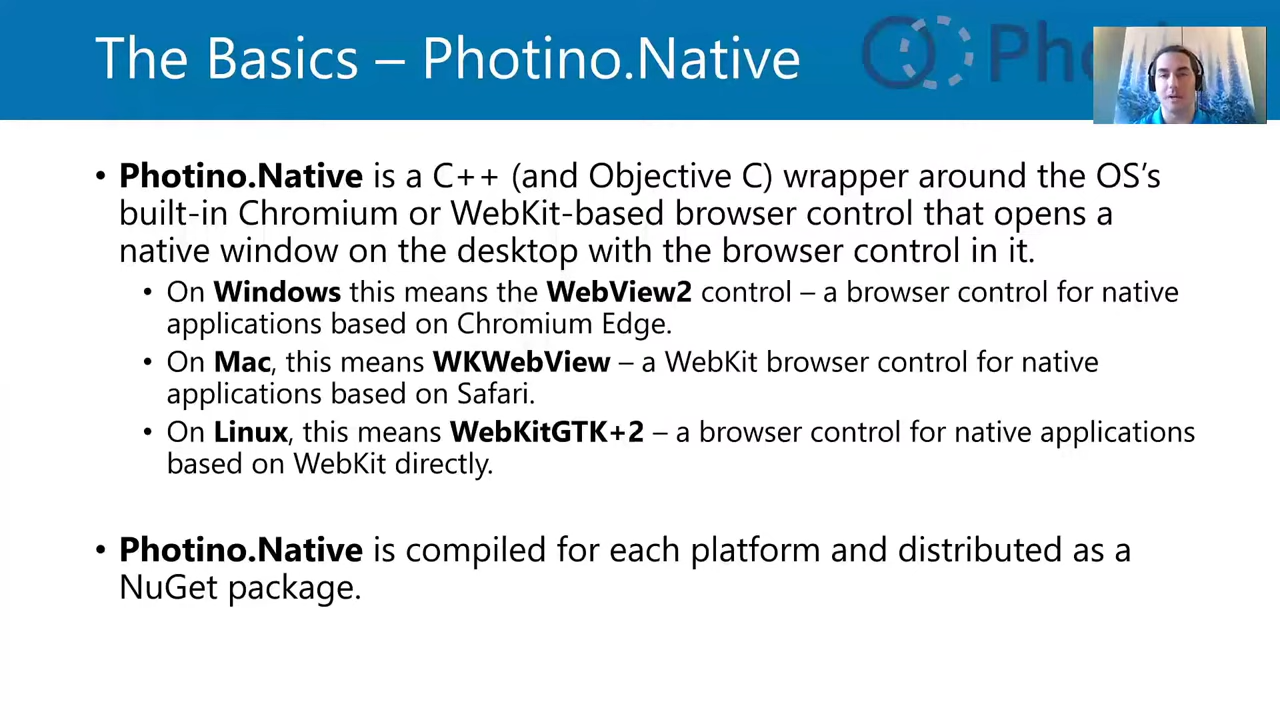 The Basics – Photino.Native
Pho
• Photino.Native is a C++ (and Objective C) wrapper around the OS’s
built-in Chromium or WebKit-based browser control that opens a
native window on the desktop with the browser control in it.
• On Windows this means the WebView2 control – a browser control for native
applications based on Chromium Edge.
• On Mac, this means WKWebView – a WebKit browser control for native
applications based on Safari.
• On Linux, this means WebKitGTK+2 – a browser control for native applications
based on WebKit directly.
• Photino.Native is compiled for each platform and distributed as a
NuGet package.